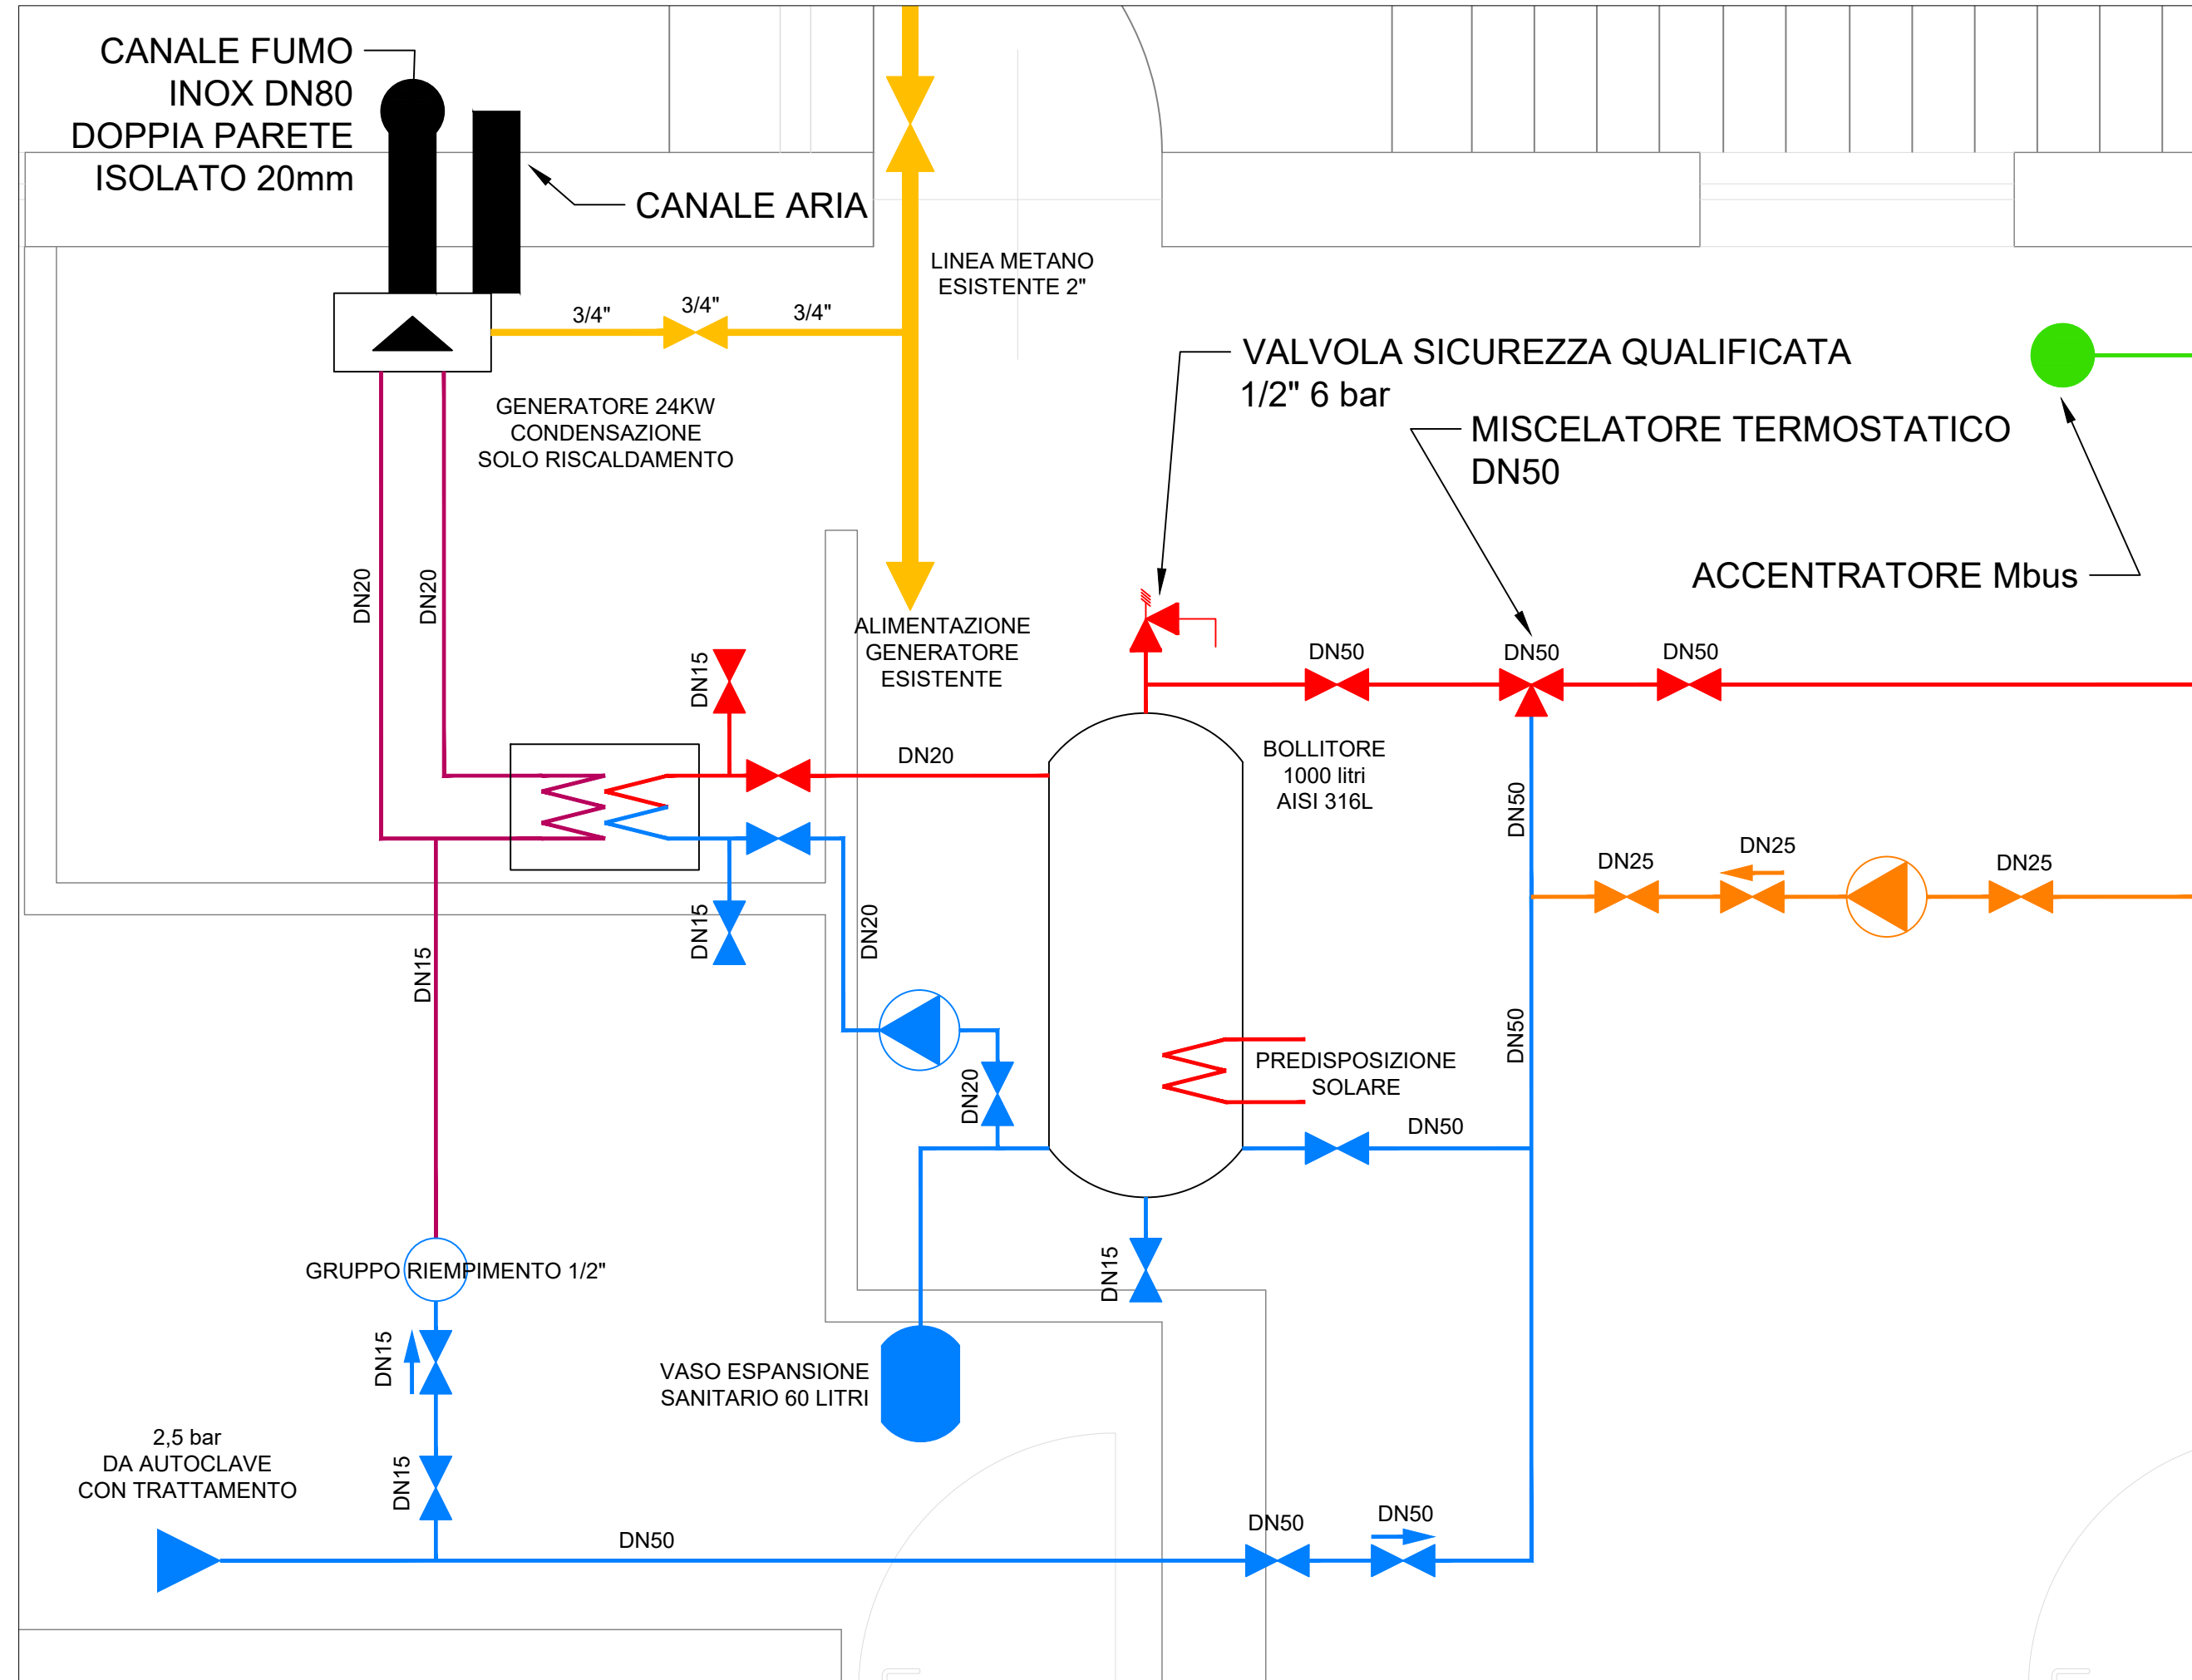 CANALE FUMO
INOX DN80
DOPPIA PARETE
ISOLATO 20mm
CANALE ARIA
LINEA METANO
ESISTENTE 2"
3/4"
3/4"
3/4"
GENERATORE 24KW
CONDENSAZIONE
SOLO RISCALDAMENTO
VALVOLA SICUREZZA QUALIFICATA
1/2" 6 bar
MISCELATORE TERMOSTATICO
DN50
ACCENTRATORE Mbus
DN20
DN20
ALIMENTAZIONE
GENERATORE
ESISTENTE
DN15
DN50
DN50
DN50
DN20
BOLLITORE
1000 litri
AISI 316L
DN50
DN25
DN25
DN25
DN15
DN20
DN15
DN20
DN50
PREDISPOSIZIONE
SOLARE
DN50
DN15
GRUPPO RIEMPIMENTO 1/2"
DN15
VASO ESPANSIONE
SANITARIO 60 LITRI
2,5 bar
DA AUTOCLAVE
CON TRATTAMENTO
DN15
DN50
DN50
DN50